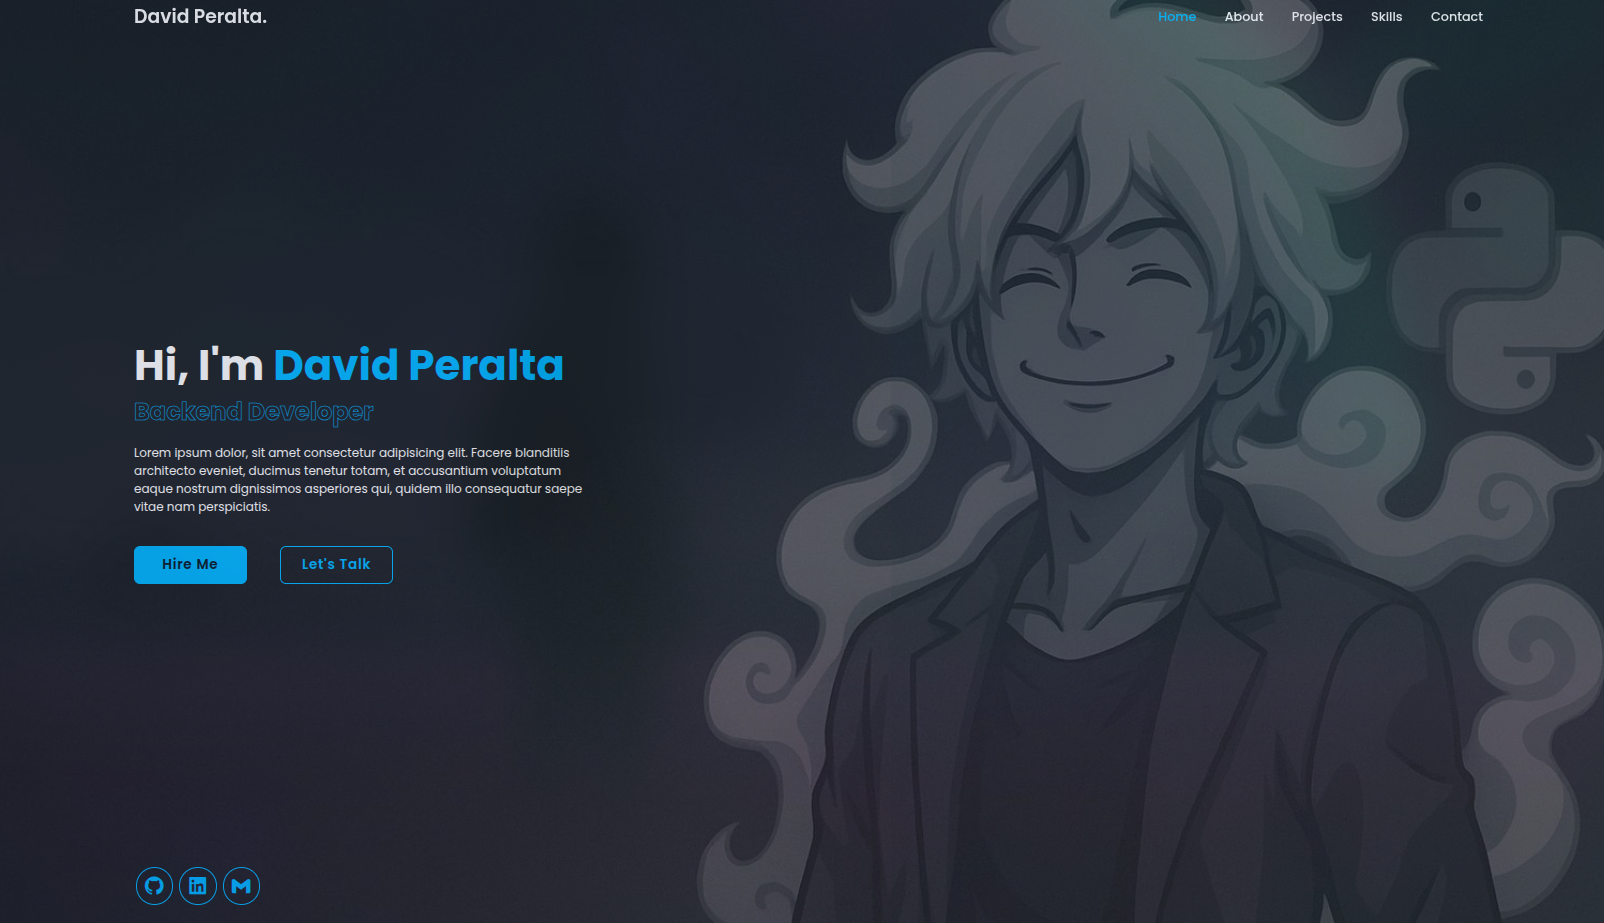 David Peralta.
Home About Projects Skills Contact
Hi, I'm David Peralta
Backend Developer
Lorem ipsum dolor, sit amet consectetur adipisicing elit. Facere blanditiis
architecto eveniet, ducimus tenetur totam, et accusantium voluptatum
eaque nostrum dignissimos asperiores qui, quidem illo consequatur saepe
vitae nam perspiciatis.
Hire Me
Let's Talk
in